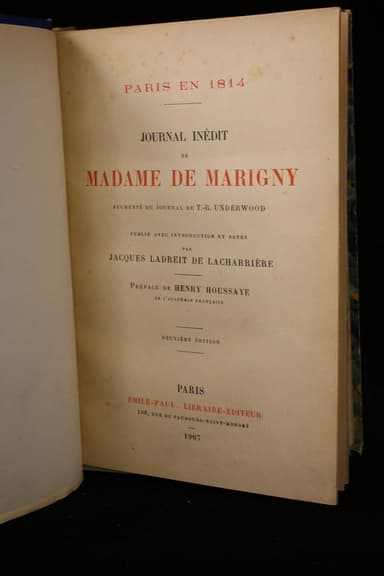 PARIS EN 1814
JOURNAL INÉDIT
DE
MADAME DE MARIGNY
AUGMENTÉ DU JOURNAL DE T.-R. UNDERWOOD
PUBLIÉ AVEC INTRODUCTION ET NOTES
PAR
JACQUES LADREIT DE LACHARRIÈRE
PRÉFACE DE HENRY HOUSSAYE
DE L'ACADÉMIE FRANÇAISE
DEUXIÈME ÉDITION
PARIS
ÉMILE-PAUL, LIBRAIRE-ÉDITEUR
100, RUE DU FAUBOURG-SAINT-HONORÉ
1907